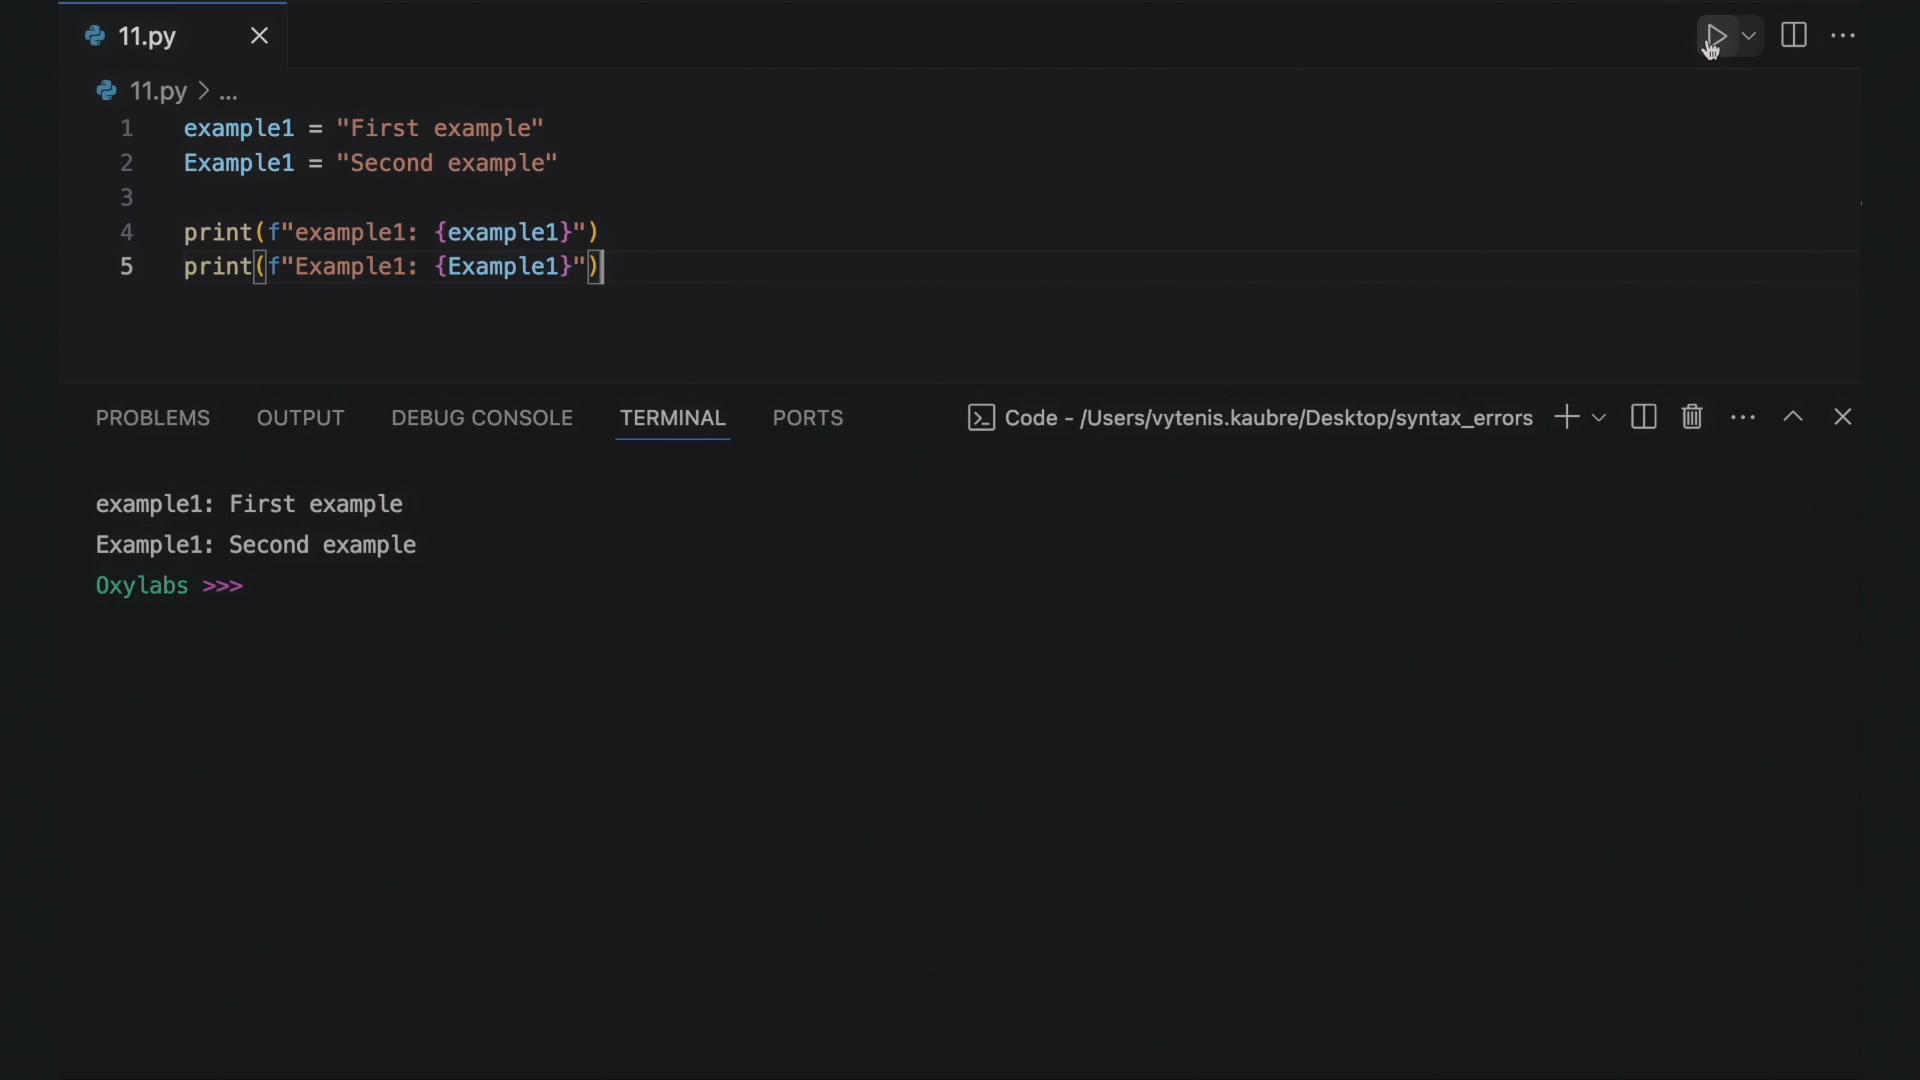 11.py
11.py > ...
1 example1 = "First example"
2 Example1 = "Second example"
3
4 print(f"example1: {example1}")
5 print(f"Example1: {Example1}")
PROBLEMS OUTPUT DEBUG CONSOLE TERMINAL PORTS Code - /Users/vytenis.kaubre/Desktop/syntax_errors
example1: First example
Example1: Second example
Oxylabs >>>